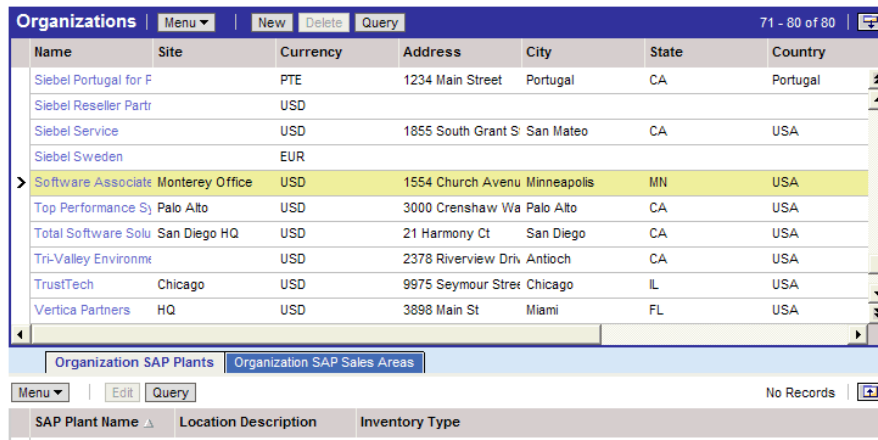 Organizations Menu New Delete Query 71 - 80 of 80
Name Site Currency Address City State Country
Siebel Portugal for PTE 1234 Main Street Portugal CA Portugal
Siebel Reseller USD
Siebel Service USD 1855 South Grant San Mateo CA USA
Siebel Sweden EUR
Software Associate Monterey Office USD 1554 Church Avenu Minneapolis MN USA
Top Performance Palo Alto USD 3000 Crenshaw Wa Palo Alto CA USA
Total Software Solu San Diego HQ USD 21 Harmony Ct San Diego CA USA
Tri-Valley Environme USD 2378 Riverview Antioch CA USA
TrustTech Chicago USD 9975 Seymour Chicago IL USA
Vertica Partners HQ USD 3898 Main St Miami FL USA
Organization SAP Plants Organization SAP Sales Areas
Menu Edit Query No Records
SAP Plant Name Location Description Inventory Type